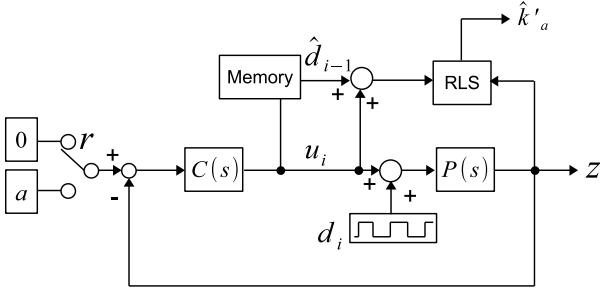 k̂'ₐ
d̂ᵢ₋₁
Memory
RLS
0
r
+
+
+
a
-
C(s)
uᵢ
+
+
P(s)
z
dᵢ